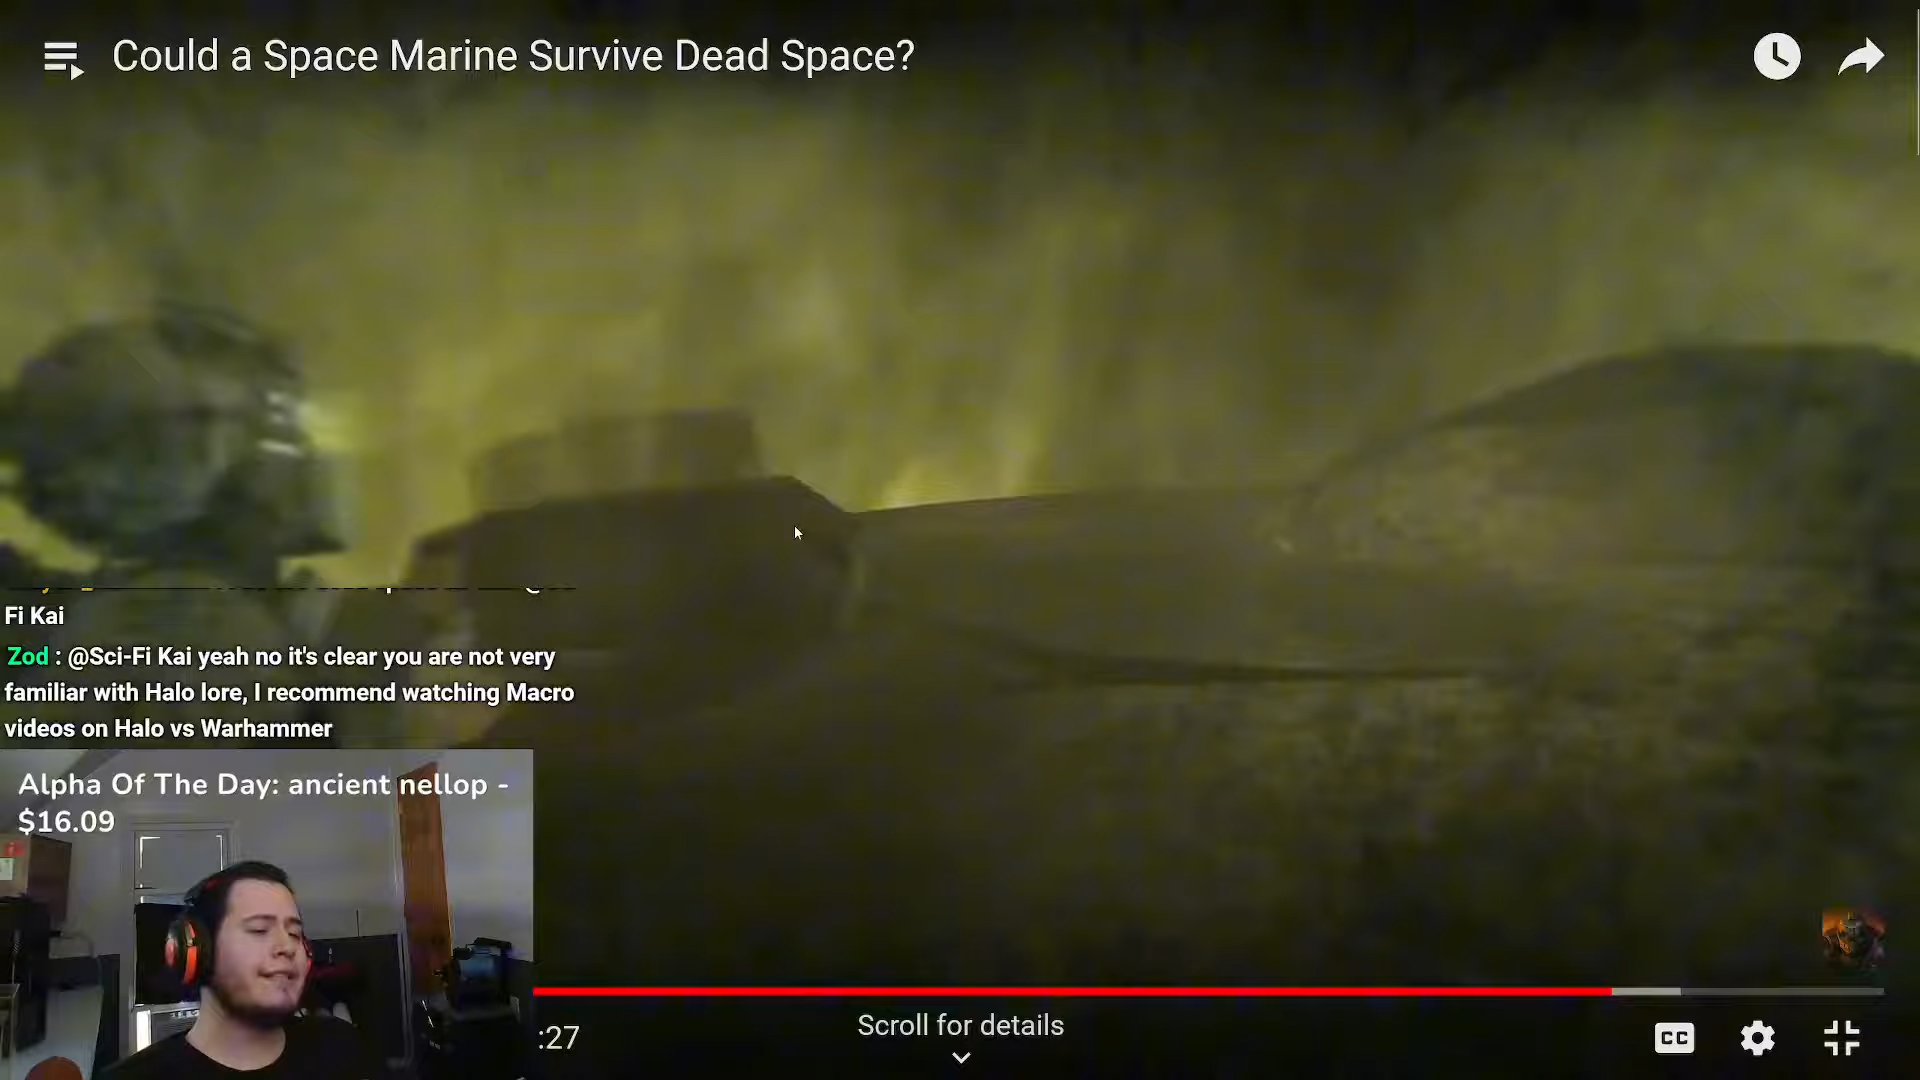 Could a Space Marine Survive Dead Space?
Fi Kai
Zod : @Sci-Fi Kai yeah no it's clear you are not very
familiar with Halo lore, I recommend watching Macro
videos on Halo vs Warhammer
Alpha Of The Day: ancient nellop -
$16.09
:27
Scroll for details
CC